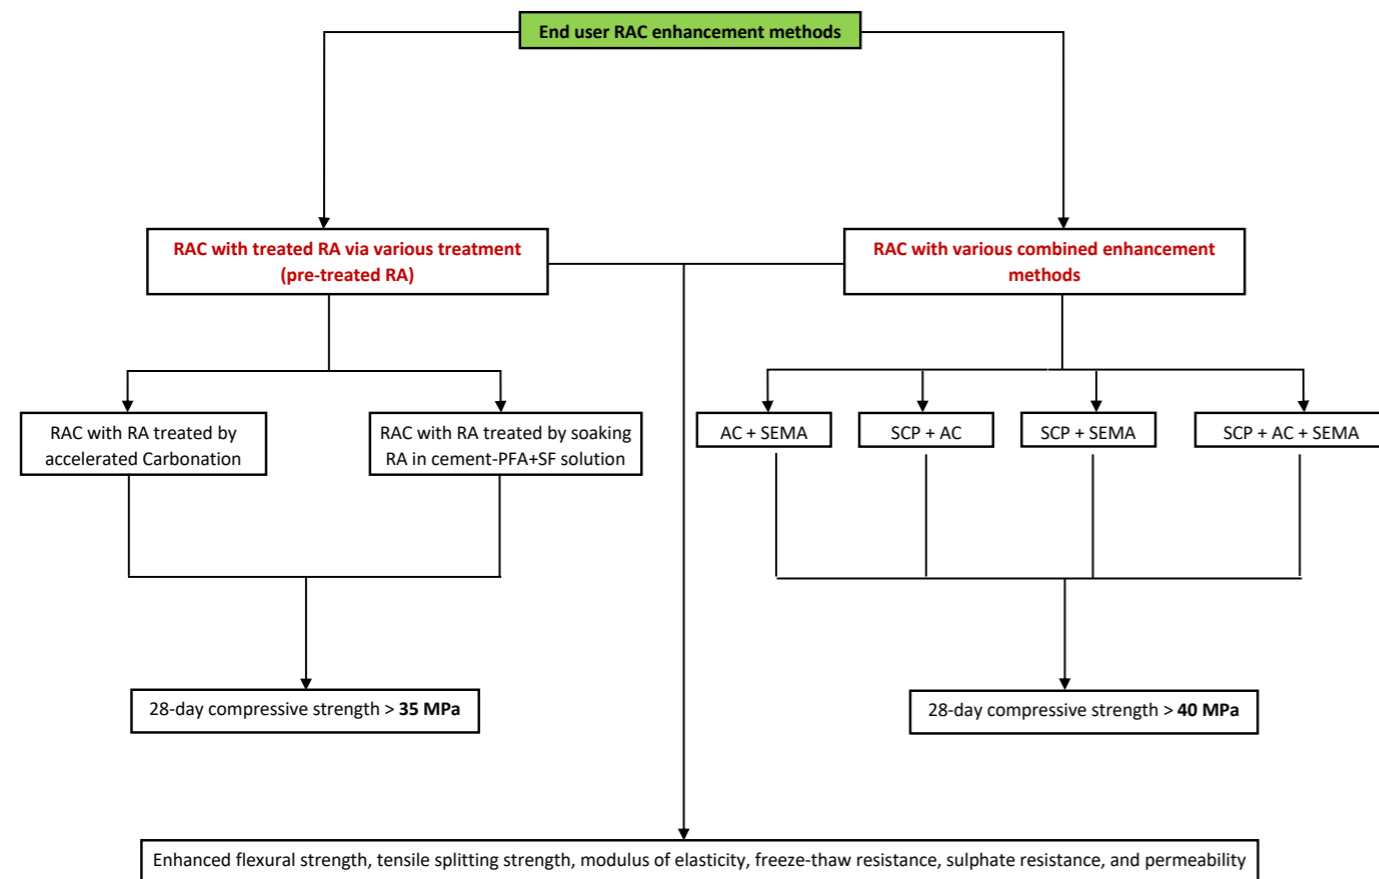 End user RAC enhancement methods
RAC with treated RA via various treatment
(pre-treated RA)
RAC with various combined enhancement
methods
RAC with RA treated by
accelerated Carbonation
RAC with RA treated by soaking
RA in cement-PFA+SF solution
AC + SEMA
SCP + AC
SCP + SEMA
SCP + AC + SEMA
28-day compressive strength > 35 MPa
28-day compressive strength > 40 MPa
Enhanced flexural strength, tensile splitting strength, modulus of elasticity, freeze-thaw resistance, sulphate resistance, and permeability